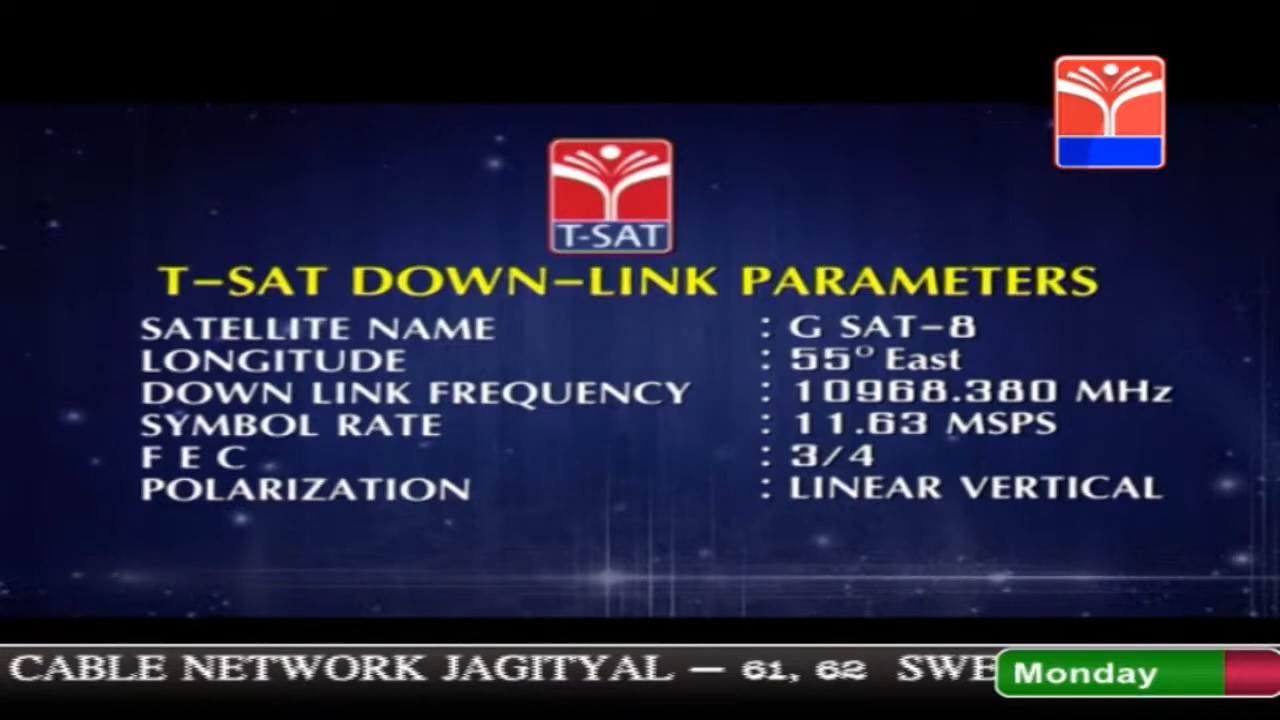 T-SAT
T-SAT DOWN-LINK PARAMETERS
SATELLITE NAME : G SAT-8
LONGITUDE : 55° East
DOWN LINK FREQUENCY : 10968.380 MHz
SYMBOL RATE : 11.63 MSPS
F E C : 3/4
POLARIZATION : LINEAR VERTICAL
CABLE NETWORK JAGITYAL - 61, 62 SWE Monday